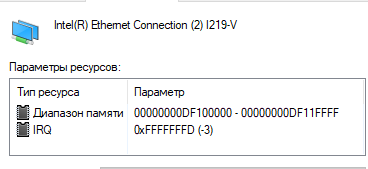 Intel(R) Ethernet Connection (2) I219-V
Параметры ресурсов:
Тип ресурса Параметр
Диапазон памяти 00000000DF100000 - 00000000DF11FFFF
IRQ 0xFFFFFFFD (-3)